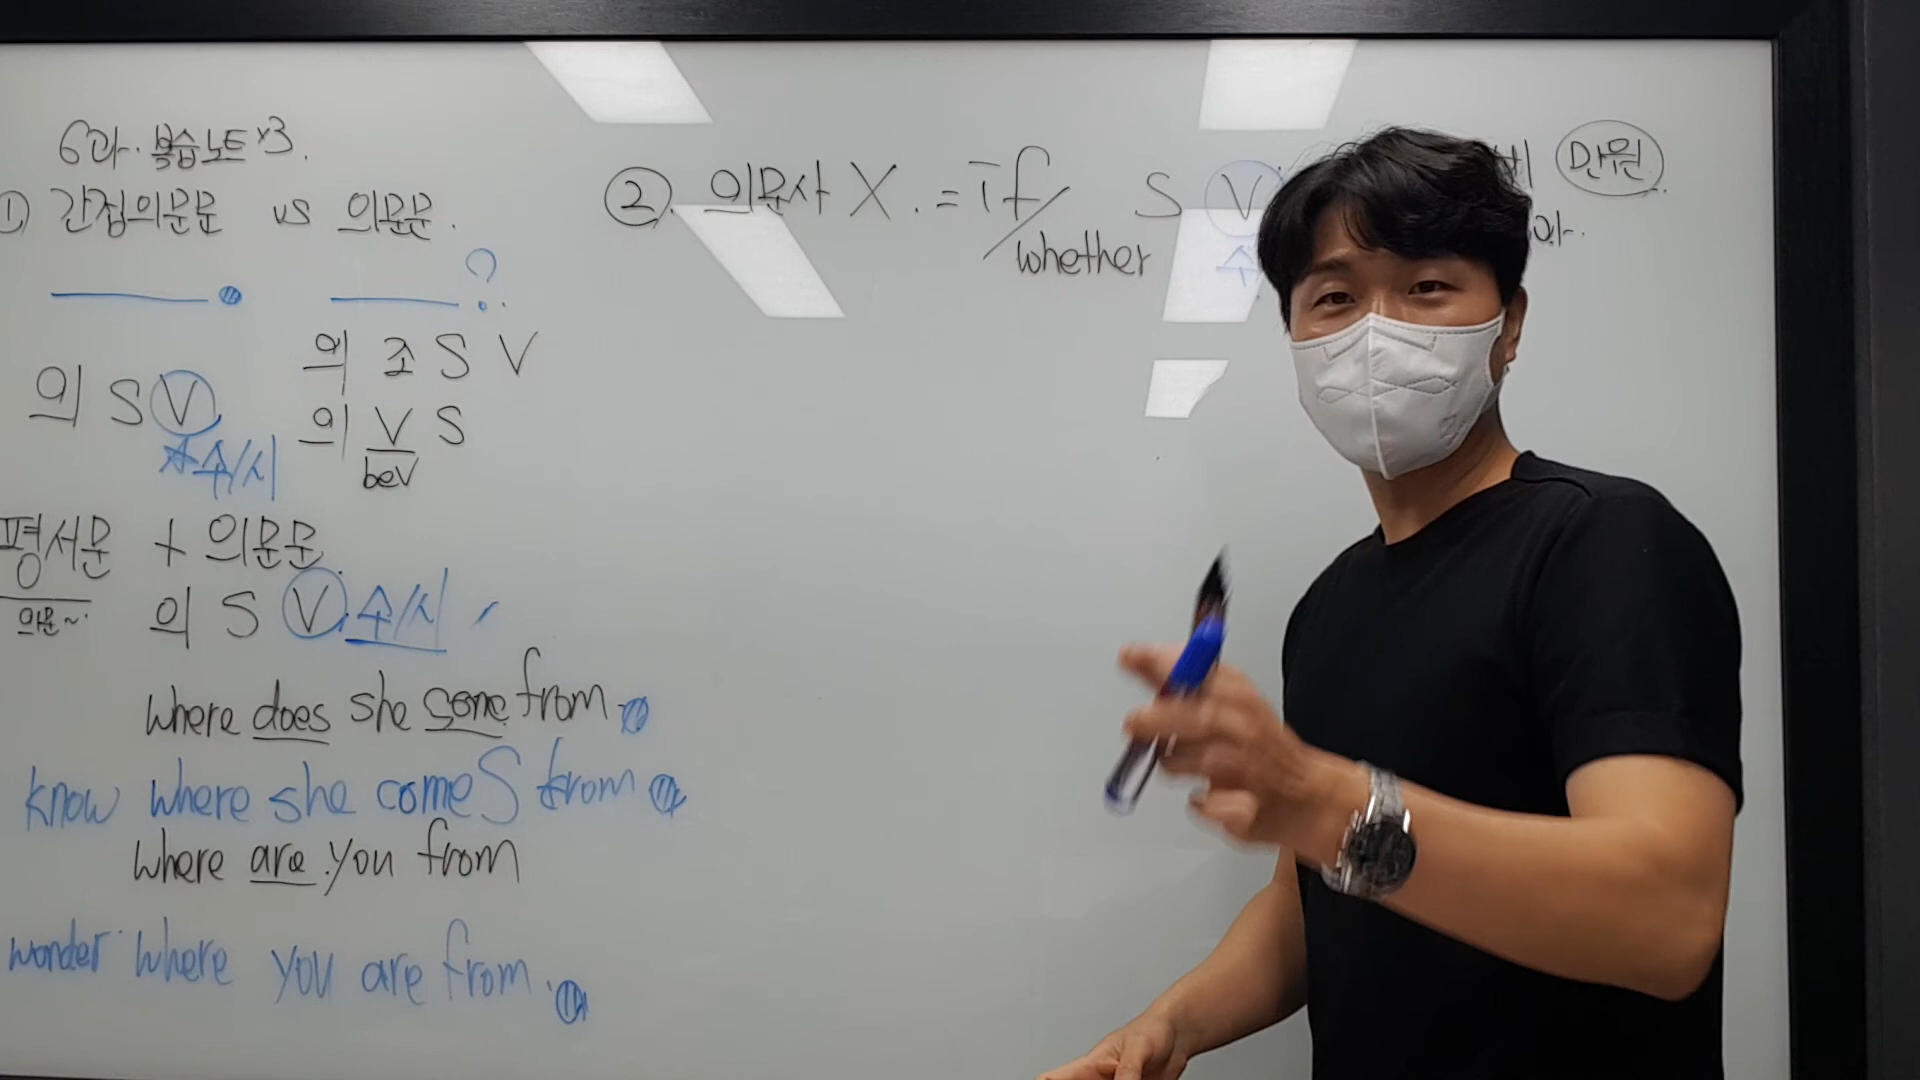 6과. 복습노트 x3.
① 간접의문문 vs 의문문.
?
의 S V
☆수/시
의 조 S V
의 V S
beV
평서문 + 의문문.
의문~.
의 S V. 수/시
where does she come from.
know where she comeS from.
where are you from
wonder where you are from.
②. 의문사 X. = if/whether S V
수
만원.
와.